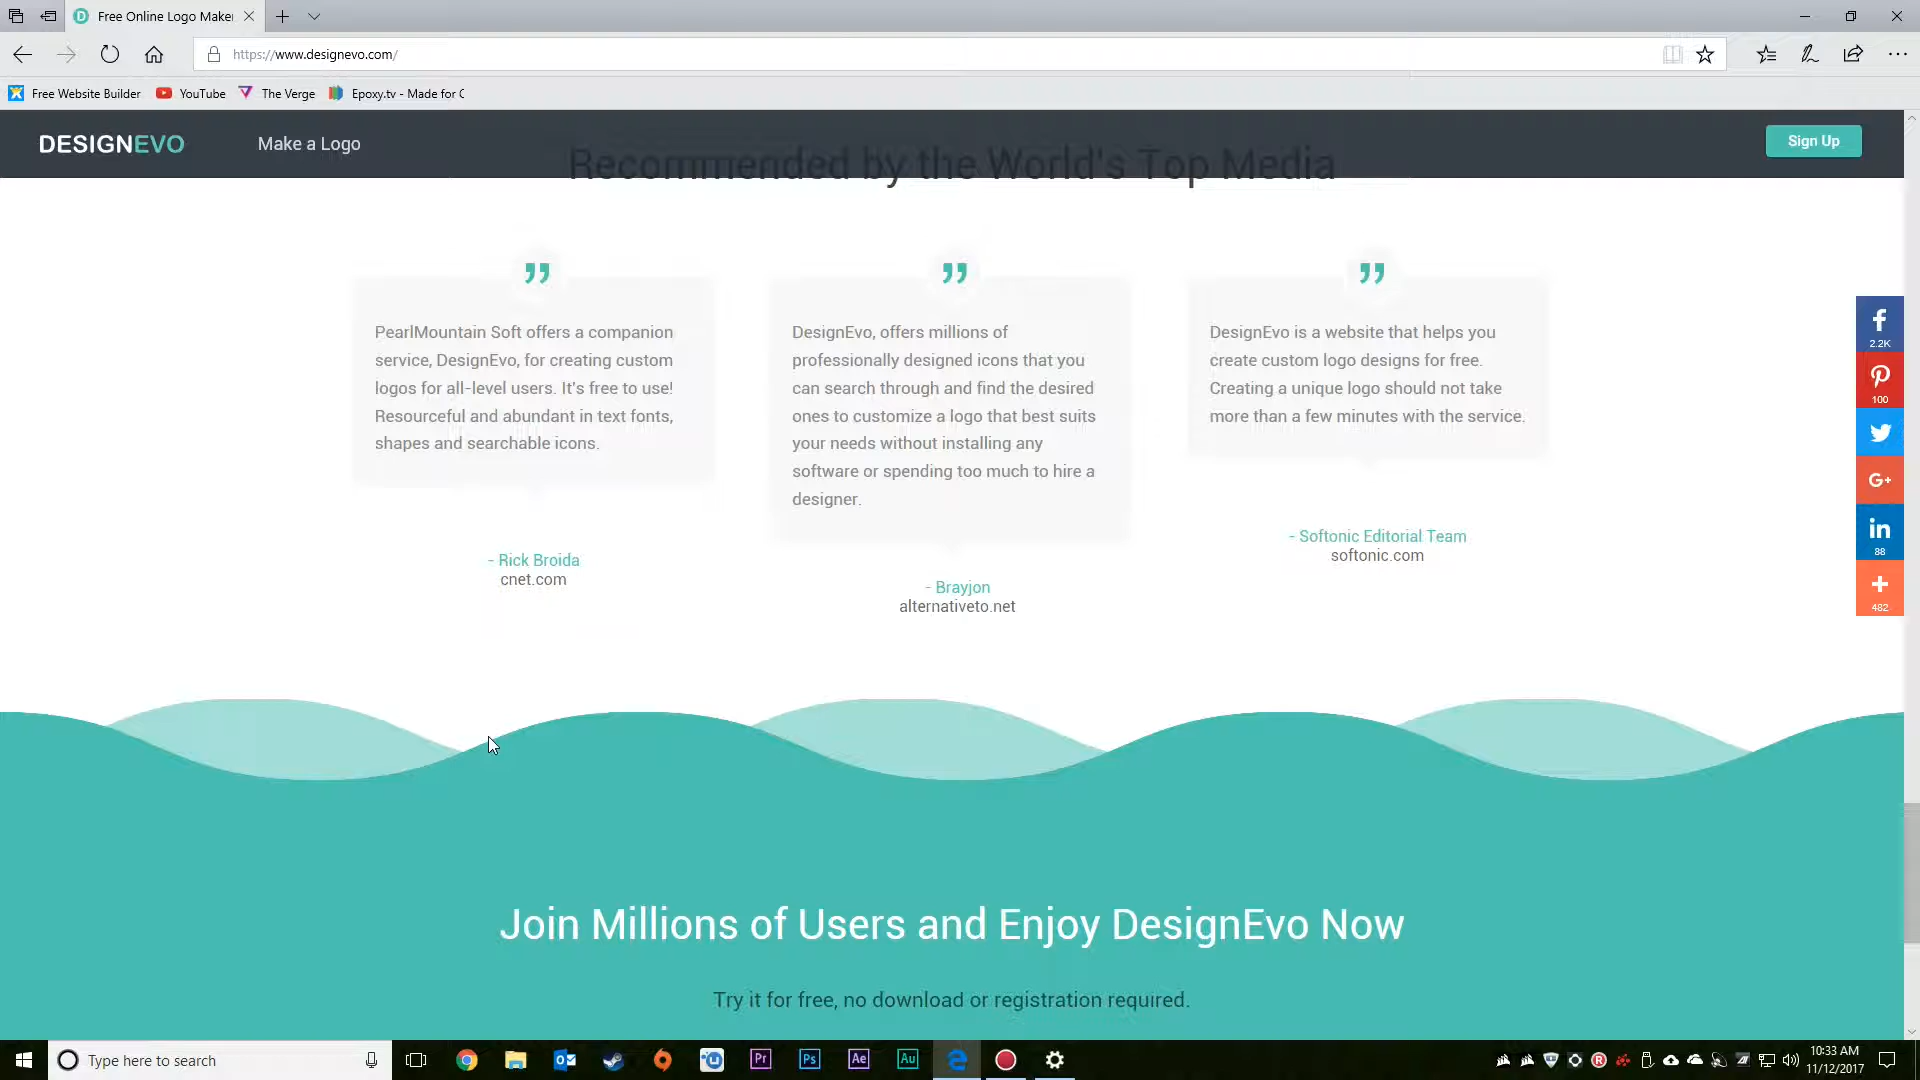 Free Online Logo Maker
https://www.designevo.com/
Free Website Builder
YouTube
The Verge
Epoxy.tv - Made for C
DESIGNEVO
Make a Logo
Sign Up
Recommended by the World's Top Media
PearlMountain Soft offers a companion
service, DesignEvo, for creating custom
logos for all-level users. It's free to use!
Resourceful and abundant in text fonts,
shapes and searchable icons.
- Rick Broida
cnet.com
DesignEvo, offers millions of
professionally designed icons that you
can search through and find the desired
ones to customize a logo that best suits
your needs without installing any
software or spending too much to hire a
designer.
- Brayjon
alternativeto.net
DesignEvo is a website that helps you
create custom logo designs for free.
Creating a unique logo should not take
more than a few minutes with the service.
- Softonic Editorial Team
softonic.com
2.2K
100
G+
in
88
482
Join Millions of Users and Enjoy DesignEvo Now
Try it for free, no download or registration required.
Type here to search
Pr
Ps
Ae
Au
10:33 AM
11/12/2017